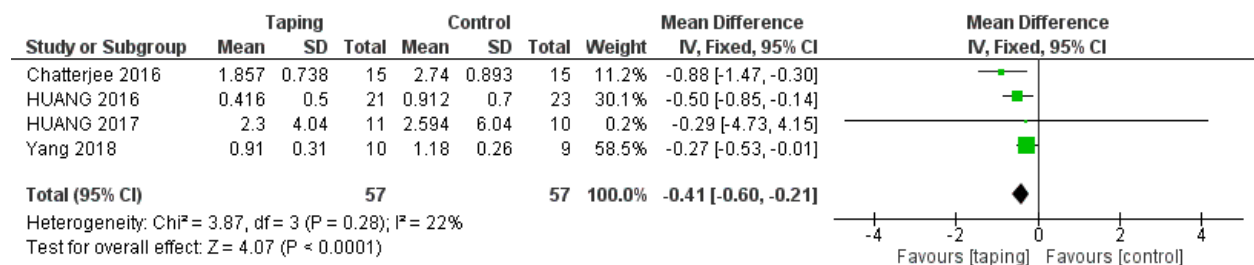 Taping Control Mean Difference Mean Difference
Study or Subgroup Mean SD Total Mean SD Total Weight IV, Fixed, 95% CI IV, Fixed, 95% CI
Chatterjee 2016 1.857 0.738 15 2.74 0.893 15 11.2% -0.88 [-1.47, -0.30]
HUANG 2016 0.416 0.5 21 0.912 0.7 23 30.1% -0.50 [-0.85, -0.14]
HUANG 2017 2.3 4.04 11 2.594 6.04 10 0.2% -0.29 [-4.73, 4.15]
Yang 2018 0.91 0.31 10 1.18 0.26 9 58.5% -0.27 [-0.53, -0.01]
Total (95% CI) 57 57 100.0% -0.41 [-0.60, -0.21]
Heterogeneity: Chi² = 3.87, df = 3 (P = 0.28); I² = 22%
Test for overall effect: Z = 4.07 (P < 0.0001)
-4 -2 0 2 4
Favours [taping] Favours [control]